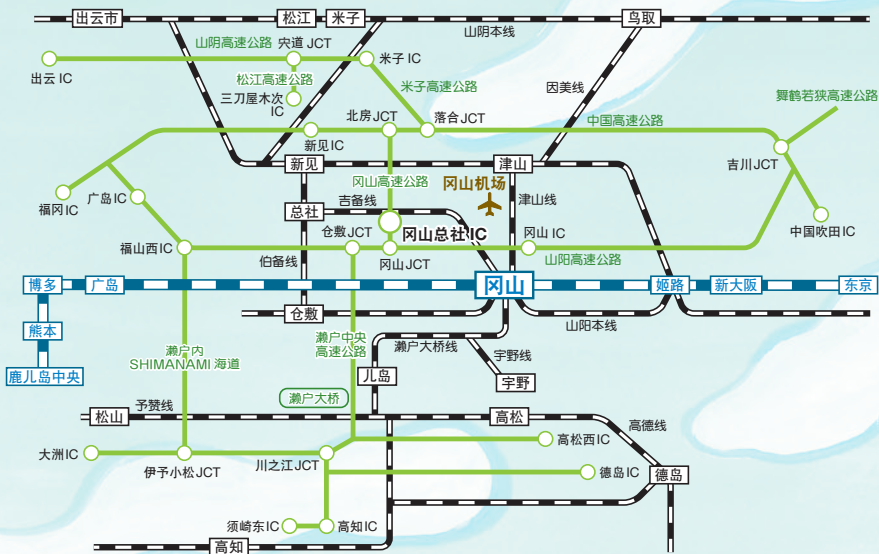 出云市
松江
米子
鸟取
山阴本线
山阴高速公路
宍道 JCT
米子 IC
出云 IC
松江高速公路
三刀屋木次
IC
米子高速公路
因美线
舞鹤若狭高速公路
北房 JCT
落合 JCT
中国高速公路
新见 IC
吉川 JCT
新见
津山
冈山高速公路
冈山机场
福冈 IC
广岛 IC
总社
吉备线
津山线
中国吹田 IC
仓敷 JCT
冈山总社 IC
冈山 IC
福山西 IC
伯备线
冈山 JCT
山阳高速公路
博多
广岛
冈山
姬路
新大阪
东京
仓敷
山阳本线
熊本
濑户中央
高速公路
濑户大桥线
宇野线
濑户内
SHIMANAMI 海道
鹿儿岛中央
儿岛
宇野
濑户大桥
予赞线
松山
高松
高德线
大洲 IC
伊予小松 JCT
川之江 JCT
高松西 IC
德岛 IC
德岛
须崎东 IC
高知 IC
高知